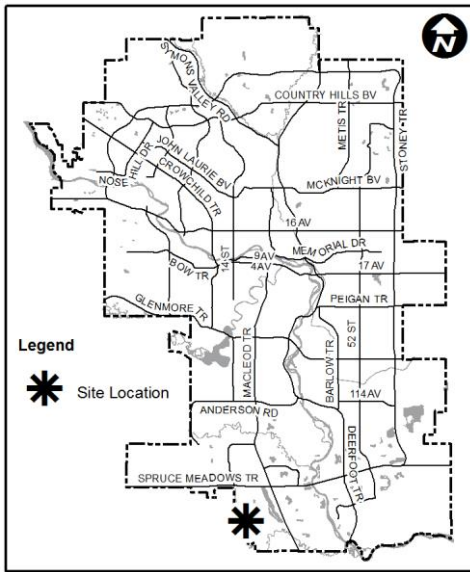 N
SYMONS VALLEY RD
COUNTRY HILLS BV
METIS TR
STONEY TR
JOHN LAURIE BV
CROWCHILD TR
NOSE HILL DR
MCKNIGHT BV
16 AV
14 ST
9 AV
4 AV
MEMORIAL DR
17 AV
BOW TR
PEIGAN TR
GLENMORE TR
Legend
Site Location
MACLEOD TR
BARLOW TR
52 ST
114 AV
ANDERSON RD
DEERFOOT TR
SPRUCE MEADOWS TR